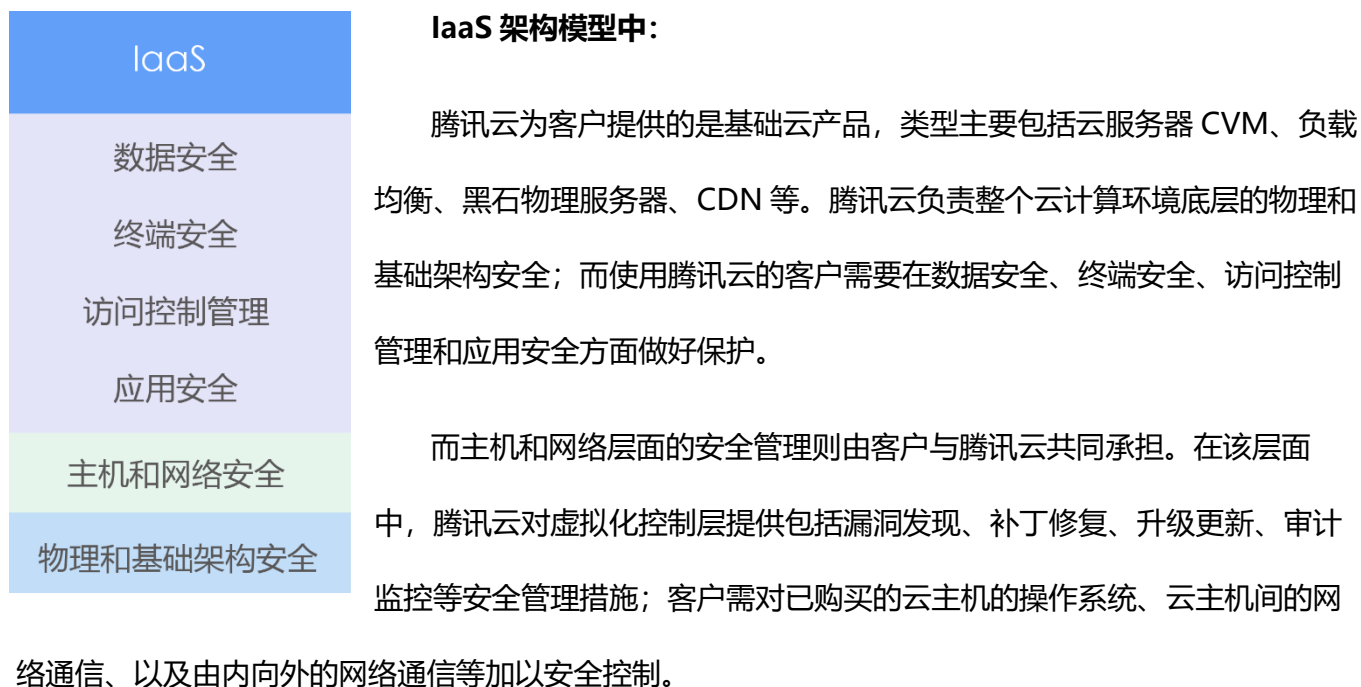 IaaS
数据安全
终端安全
访问控制管理
应用安全
主机和网络安全
物理和基础架构安全
IaaS 架构模型中：
腾讯云为客户提供的是基础云产品，类型主要包括云服务器 CVM、负载
均衡、黑石物理服务器、CDN 等。腾讯云负责整个云计算环境底层的物理和
基础架构安全；而使用腾讯云的客户需要在数据安全、终端安全、访问控制
管理和应用安全方面做好保护。
而主机和网络层面的安全管理则由客户与腾讯云共同承担。在该层面
中，腾讯云对虚拟化控制层提供包括漏洞发现、补丁修复、升级更新、审计
监控等安全管理措施；客户需对已购买的云主机的操作系统、云主机间的网
络通信、以及由内向外的网络通信等加以安全控制。